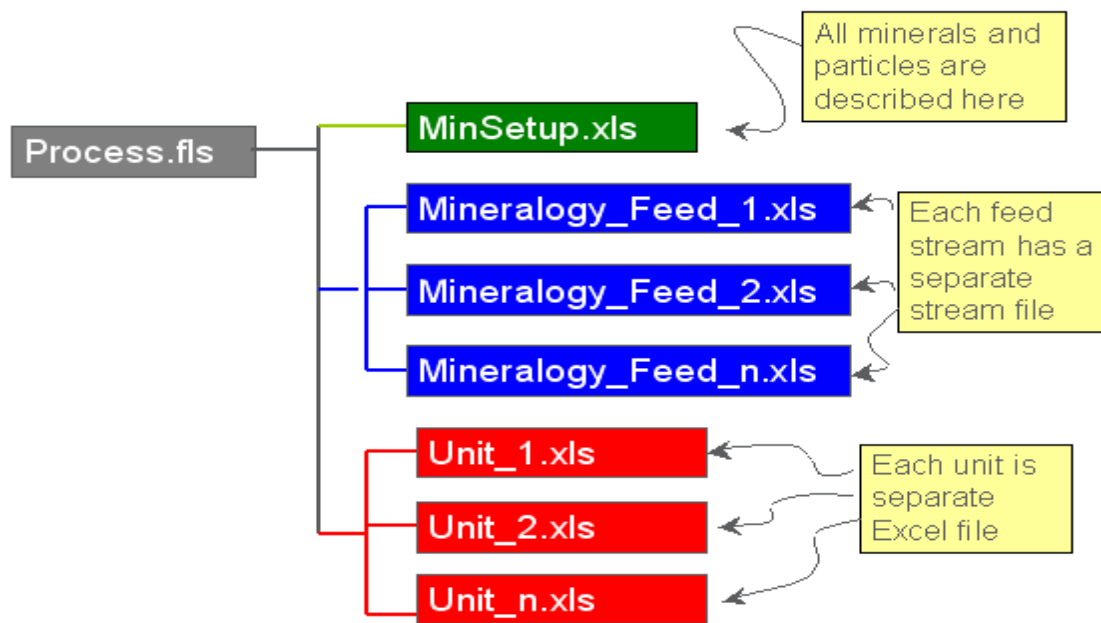 All minerals and
particles are
described here
MinSetup.xls
Process.fls
Mineralogy_Feed_1.xls
Mineralogy_Feed_2.xls
Mineralogy_Feed_n.xls
Each feed
stream has a
separate
stream file
Unit_1.xls
Unit_2.xls
Unit_n.xls
Each unit is
separate
Excel file